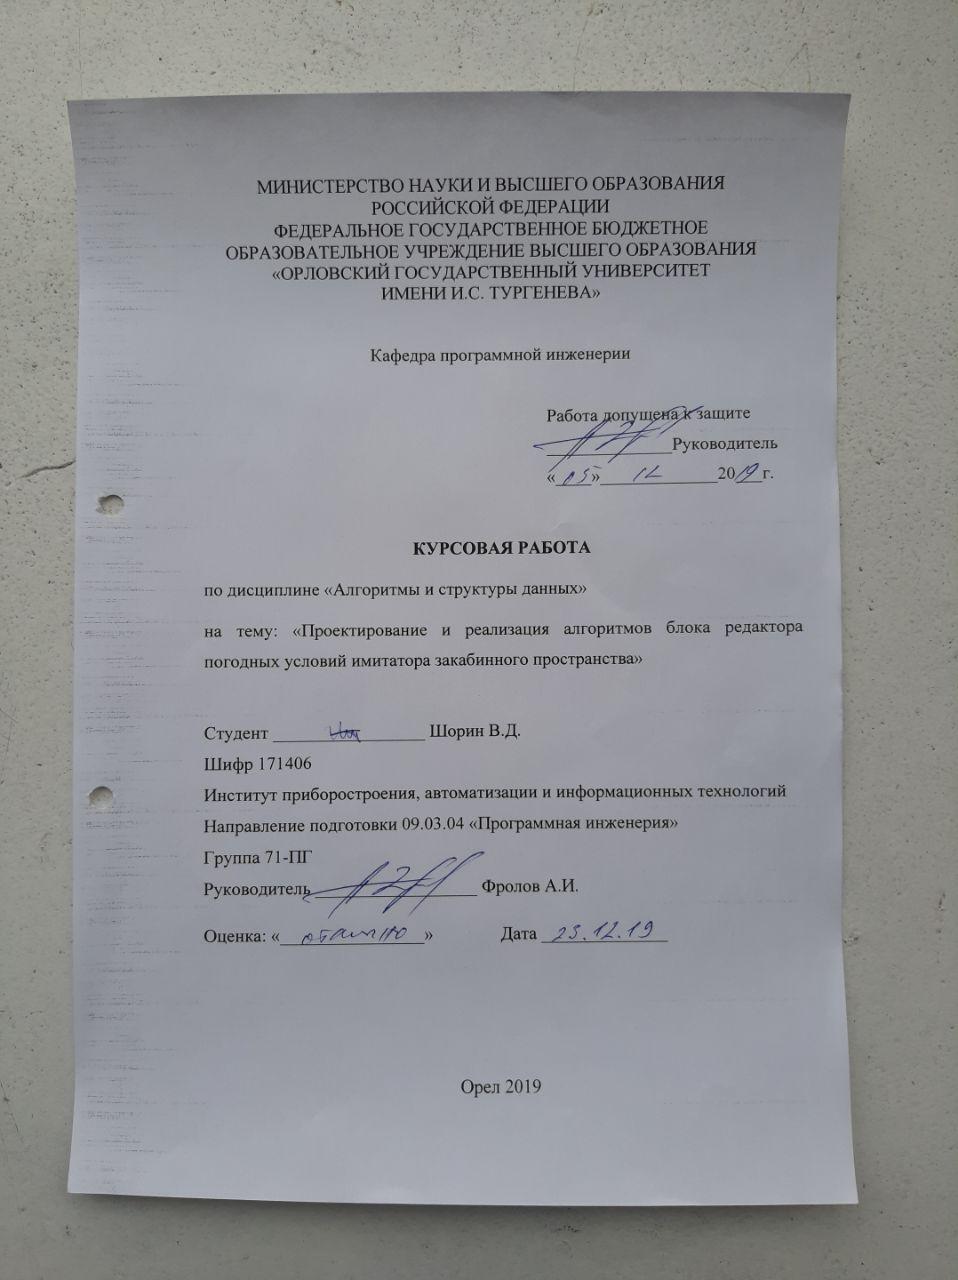 МИНИСТЕРСТВО НАУКИ И ВЫСШЕГО ОБРАЗОВАНИЯ
РОССИЙСКОЙ ФЕДЕРАЦИИ
ФЕДЕРАЛЬНОЕ ГОСУДАРСТВЕННОЕ БЮДЖЕТНОЕ
ОБРАЗОВАТЕЛЬНОЕ УЧРЕЖДЕНИЕ ВЫСШЕГО ОБРАЗОВАНИЯ
«ОРЛОВСКИЙ ГОСУДАРСТВЕННЫЙ УНИВЕРСИТЕТ
ИМЕНИ И.С. ТУРГЕНЕВА»
Кафедра программной инженерии
Работа допущена к защите
Руководитель
«05» 12 2019 г.
КУРСОВАЯ РАБОТА
по дисциплине «Алгоритмы и структуры данных»
на тему: «Проектирование и реализация алгоритмов блока редактора
погодных условий имитатора закабинного пространства»
Студент Шорин В.Д.
Шифр 171406
Институт приборостроения, автоматизации и информационных технологий
Направление подготовки 09.03.04 «Программная инженерия»
Группа 71-ПГ
Руководитель Фролов А.И.
Оценка: «отлично» Дата 23.12.19
Орел 2019